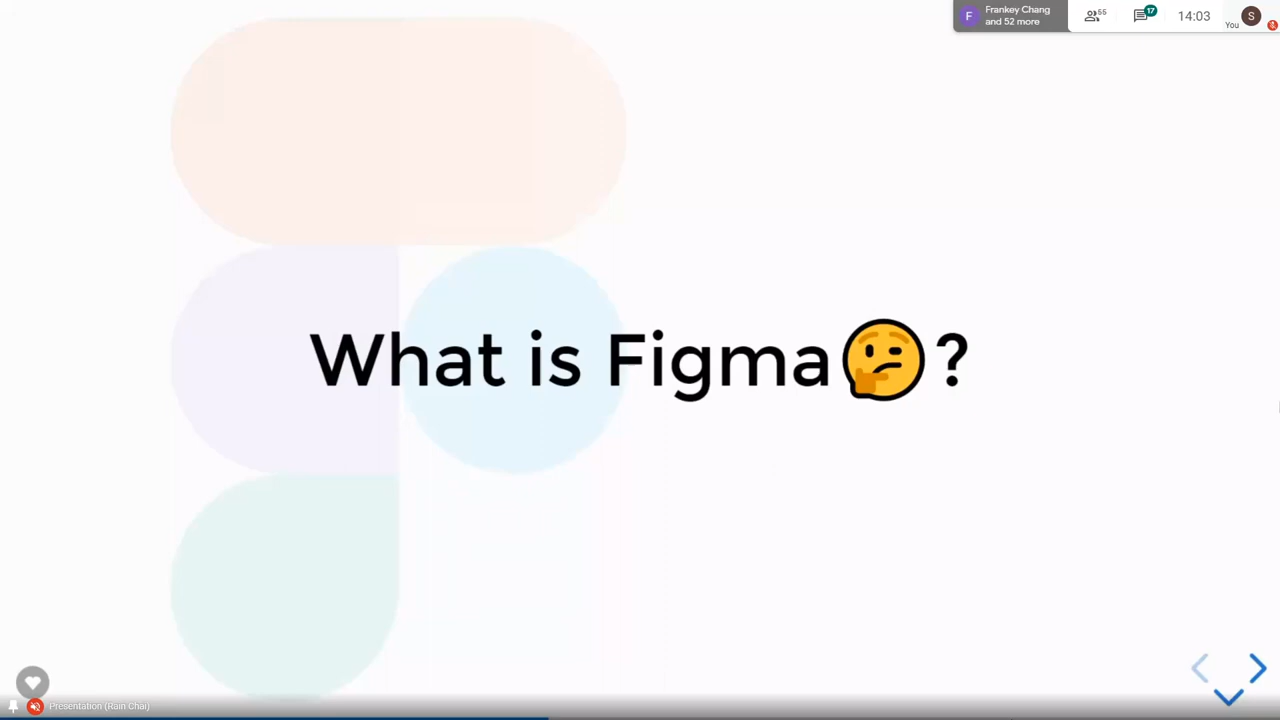 F
Frankey Chang
and 52 more
55
17
14:03
You
S
What is Figma🤔?
Presentation (Rain Chai)